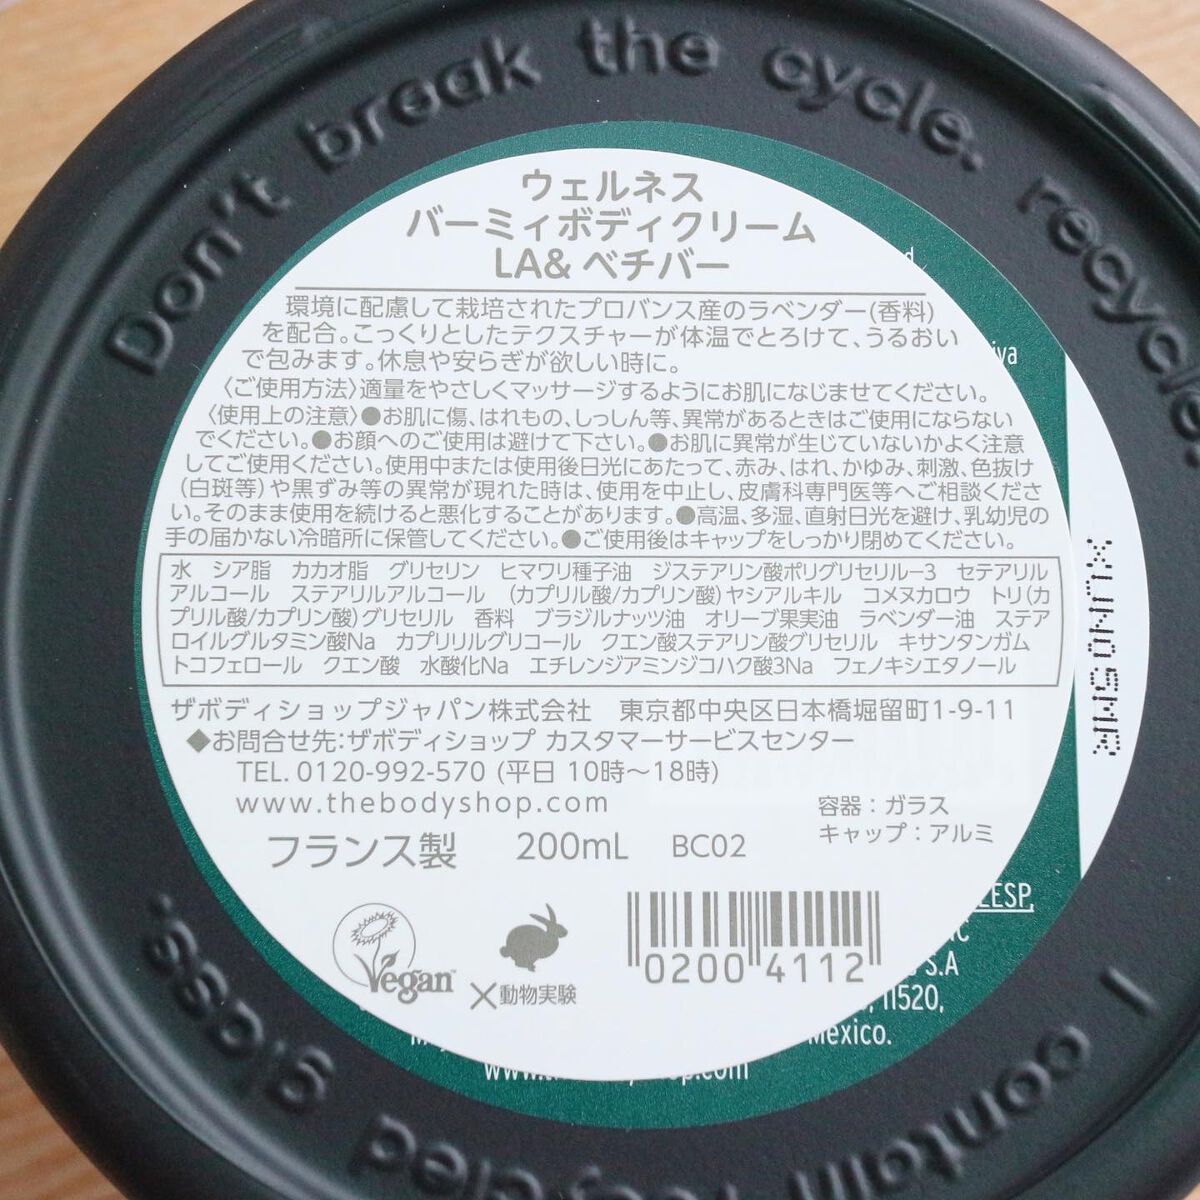 Don't break the cycle. recycle.
ウェルネス
バーミィボディクリーム
LA& ベチバー
環境に配慮して栽培されたプロバンス産のラベンダー(香料)
を配合。こっくりとしたテクスチャーが体温でとろけて、うるおい
で包みます。休息や安らぎが欲しい時に。
〈ご使用方法〉適量をやさしくマッサージするようにお肌になじませてください。
〈使用上の注意〉●お肌に傷、はれもの、しっしん等、異常があるときはご使用にならない
でください。●お顔へのご使用は避けて下さい。●お肌に異常が生じていないかよく注意
してご使用ください。使用中または使用後日光にあたって、赤み、はれ、かゆみ、刺激、色抜け
(白斑等)や黒ずみ等の異常が現れた時は、使用を中止し、皮膚科専門医等へご相談くださ
い。そのまま使用を続けると悪化することがあります。●高温、多湿、直射日光を避け、乳幼児の
手の届かない冷暗所に保管してください。●ご使用後はキャップをしっかり閉めてください。
水　シア脂　カカオ脂　グリセリン　ヒマワリ種子油　ジステアリン酸ポリグリセリル-3　セテアリル
アルコール　ステアリルアルコール　(カプリル酸/カプリン酸)ヤシアルキル　コメヌカロウ　トリ(カ
プリル酸/カプリン酸)グリセリル　香料　ブラジルナッツ油　オリーブ果実油　ラベンダー油　ステア
ロイルグルタミン酸Na　カプリリルグリコール　クエン酸ステアリン酸グリセリル　キサンタンガム
トコフェロール　クエン酸　水酸化Na　エチレンジアミンジコハク酸3Na　フェノキシエタノール
ザボディショップジャパン株式会社　東京都中央区日本橋堀留町1-9-11
◆お問合せ先:ザボディショップ カスタマーサービスセンター
TEL. 0120-992-570 (平日 10時〜18時)
www.thebodyshop.com
容器：ガラス
キャップ：アルミ
フランス製 200mL BC02
Vegan™
×動物実験
0200 4112
S.A
11520,
Mexico.
I contain recycled glass.